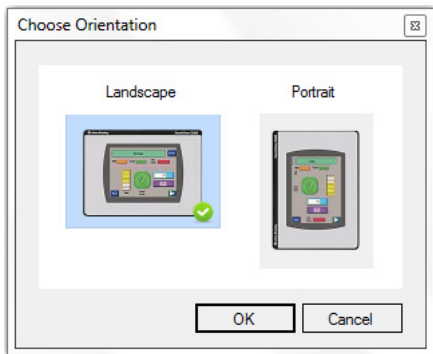 Choose Orientation
Landscape
Portrait
OK
Cancel